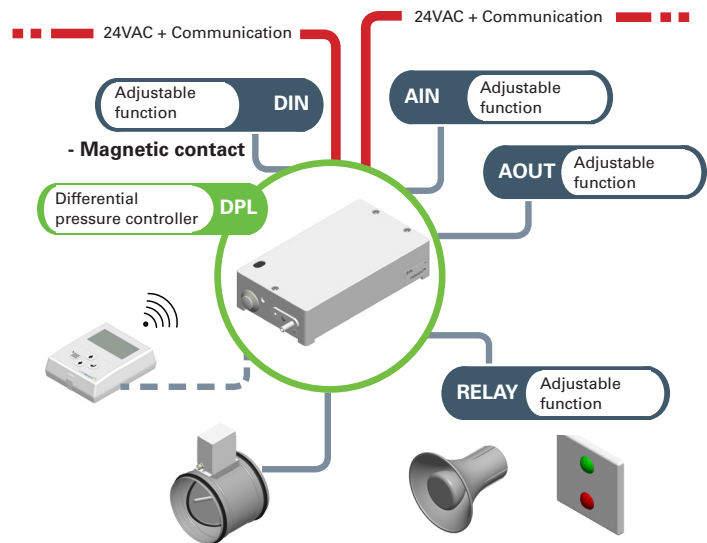 24VAC + Communication
24VAC + Communication
Adjustable
function
DIN
AIN
Adjustable
function
- Magnetic contact
AOUT
Adjustable
function
Differential
pressure controller
DPL
RELAY
Adjustable
function